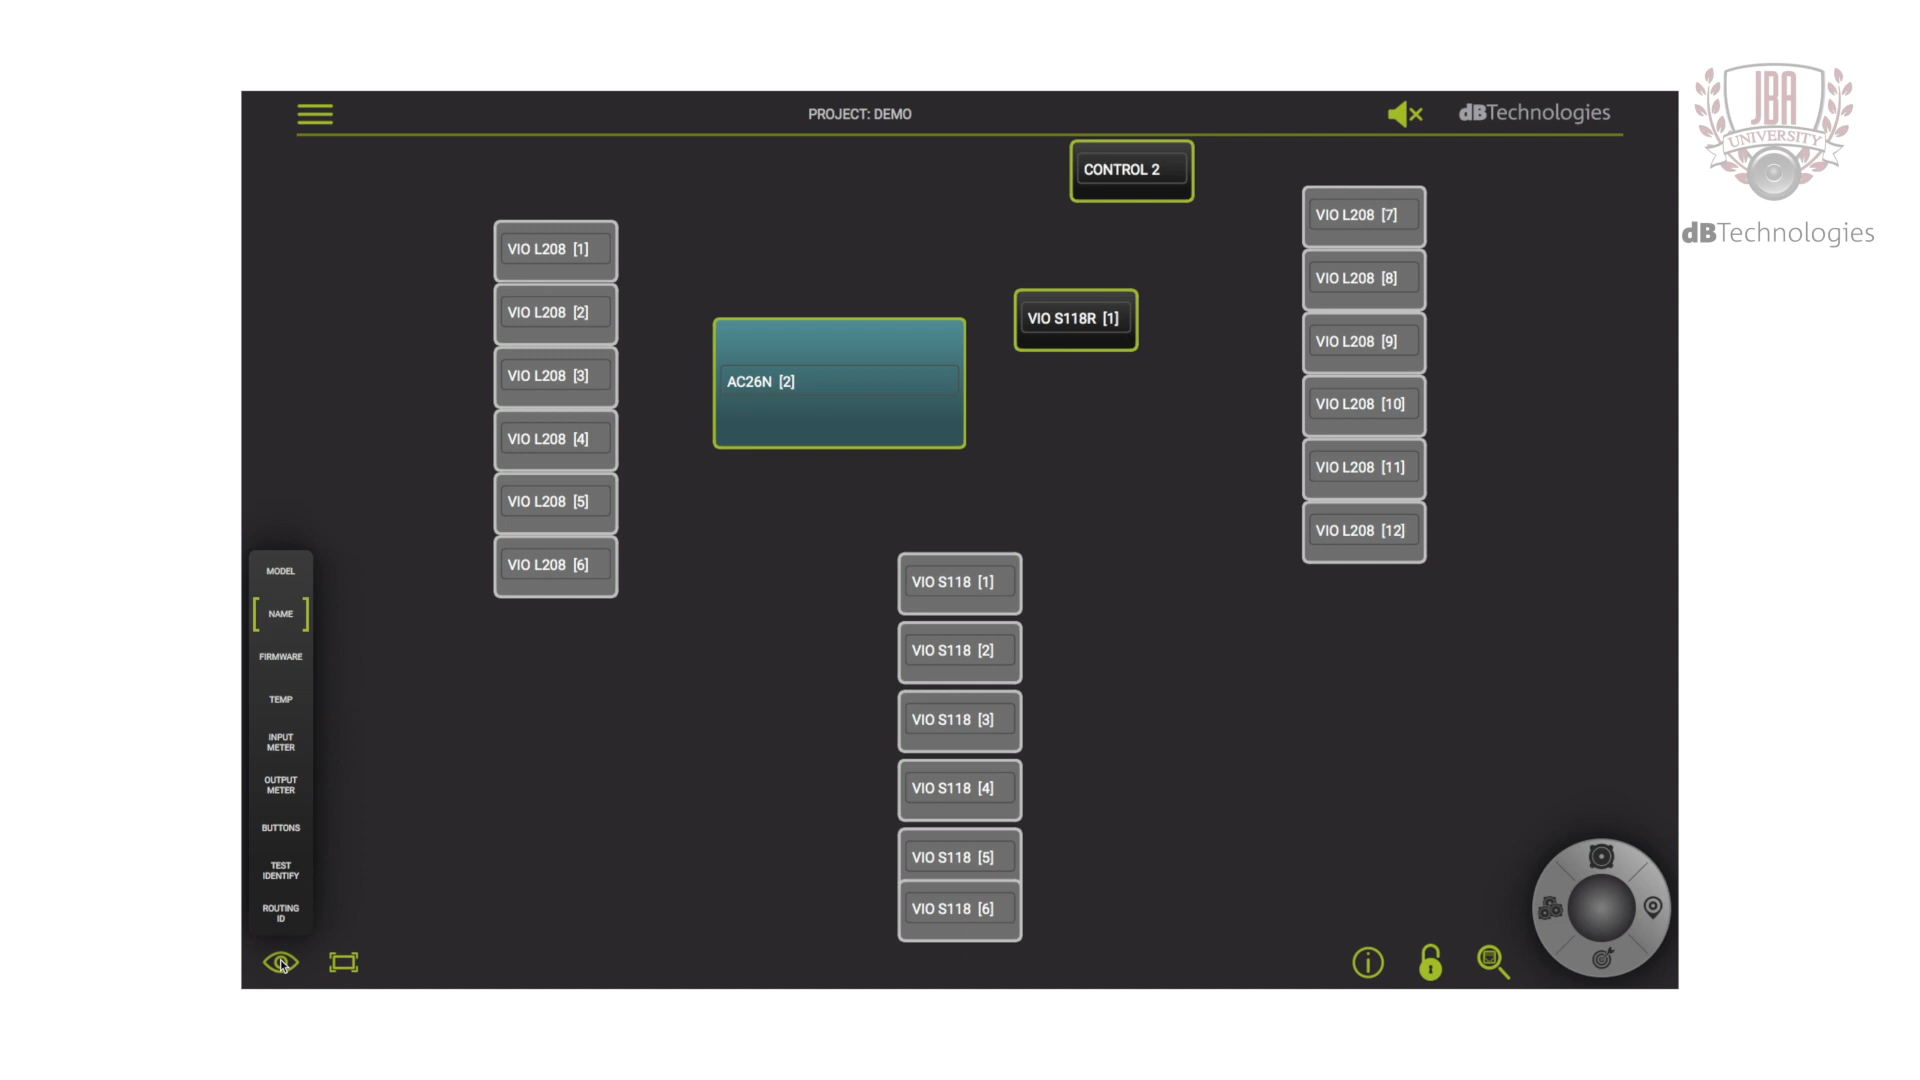 PROJECT: DEMO
dBTechnologies
JBA
UNIVERSITY
dBTechnologies
CONTROL 2
VIO L208 [1]
VIO L208 [2]
VIO L208 [3]
VIO L208 [4]
VIO L208 [5]
VIO L208 [6]
AC26N [2]
VIO S118R [1]
VIO L208 [7]
VIO L208 [8]
VIO L208 [9]
VIO L208 [10]
VIO L208 [11]
VIO L208 [12]
VIO S118 [1]
VIO S118 [2]
VIO S118 [3]
VIO S118 [4]
VIO S118 [5]
VIO S118 [6]
MODEL
NAME
FIRMWARE
TEMP
INPUT
METER
OUTPUT
METER
BUTTONS
TEST
IDENTIFY
ROUTING
ID